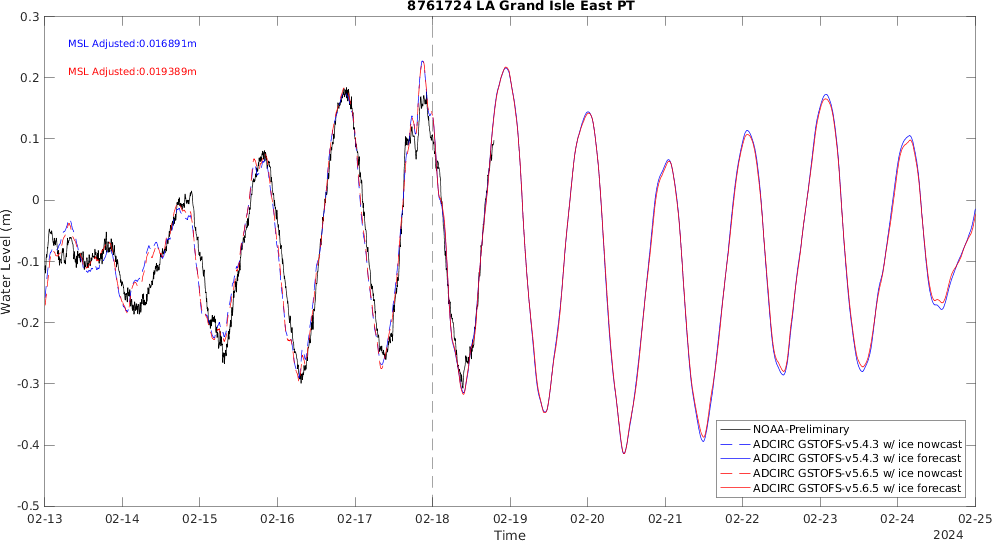 8761724 LA Grand Isle East PT
MSL Adjusted:0.016891m
MSL Adjusted:0.019389m
0.3
0.2
0.1
0
-0.1
-0.2
-0.3
-0.4
-0.5
Water Level (m)
NOAA-Preliminary
ADCIRC GSTOFS-v5.4.3 w/ ice nowcast
ADCIRC GSTOFS-v5.4.3 w/ ice forecast
ADCIRC GSTOFS-v5.6.5 w/ ice nowcast
ADCIRC GSTOFS-v5.6.5 w/ ice forecast
02-13 02-14 02-15 02-16 02-17 02-18 02-19 02-20 02-21 02-22 02-23 02-24 02-25
Time
2024